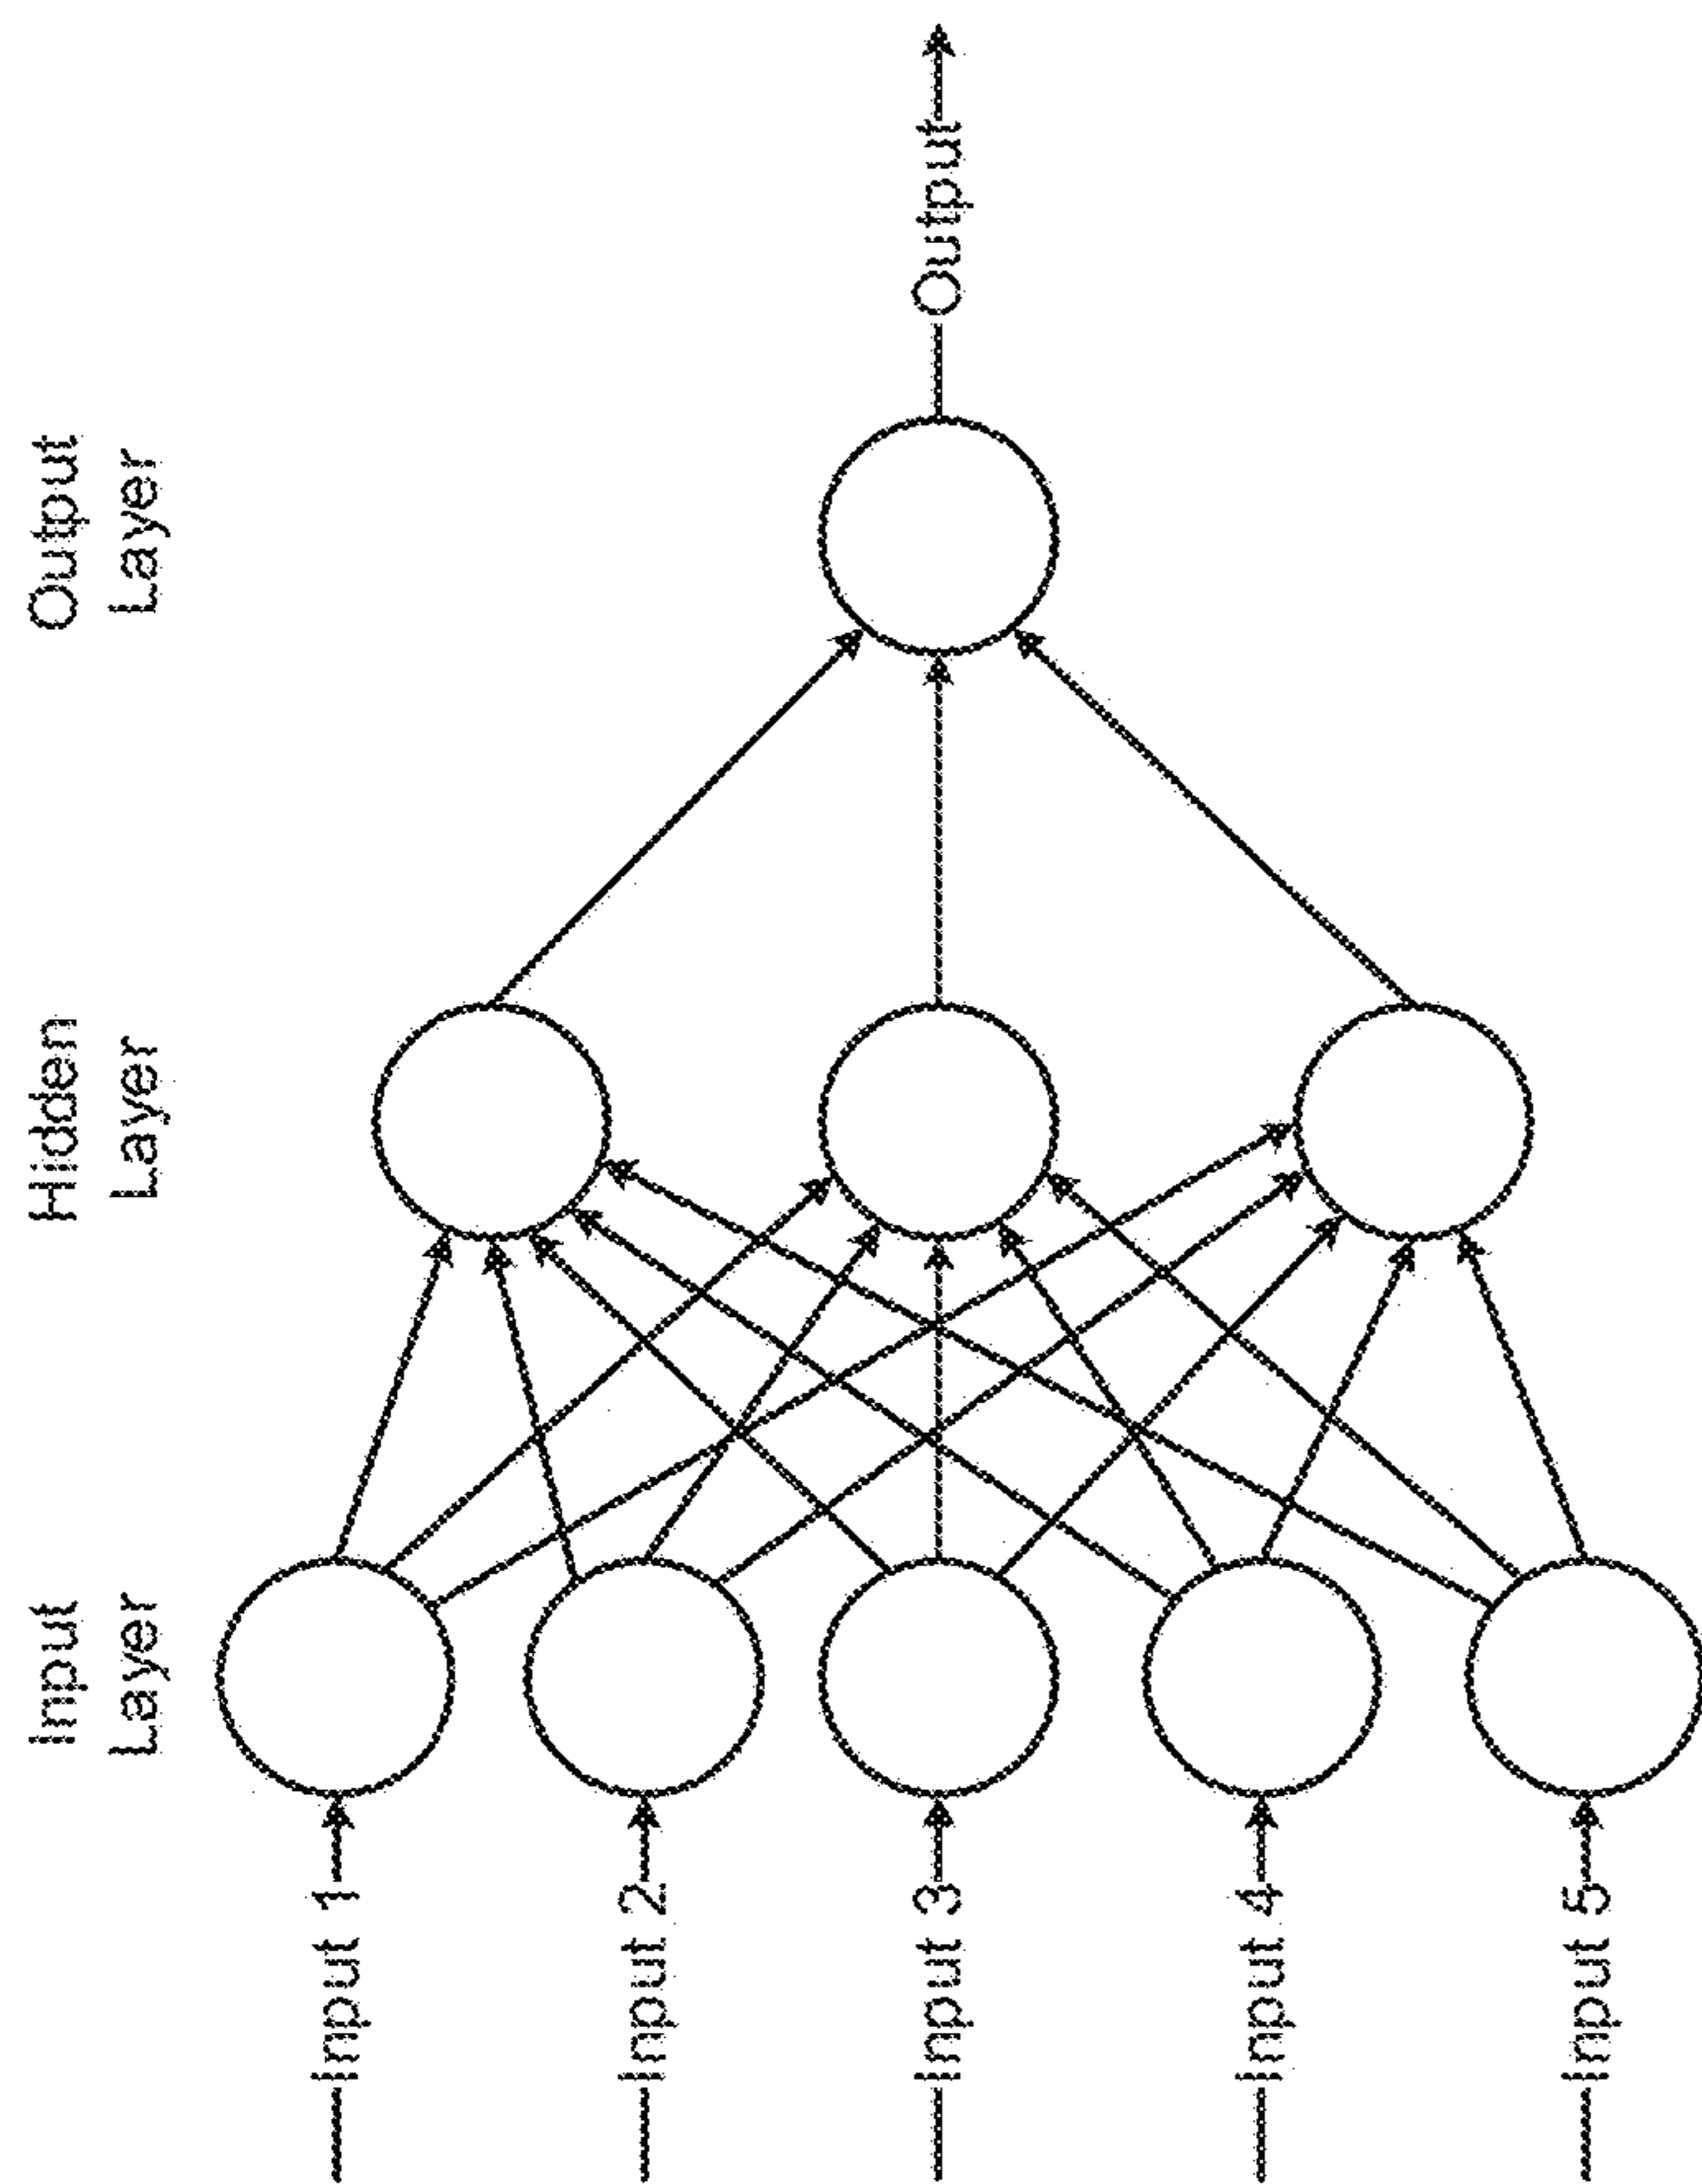 Input
Layer
Hidden
Layer
Output
Layer
Input 1
Input 2
Input 3
Input 4
Input 5
Output